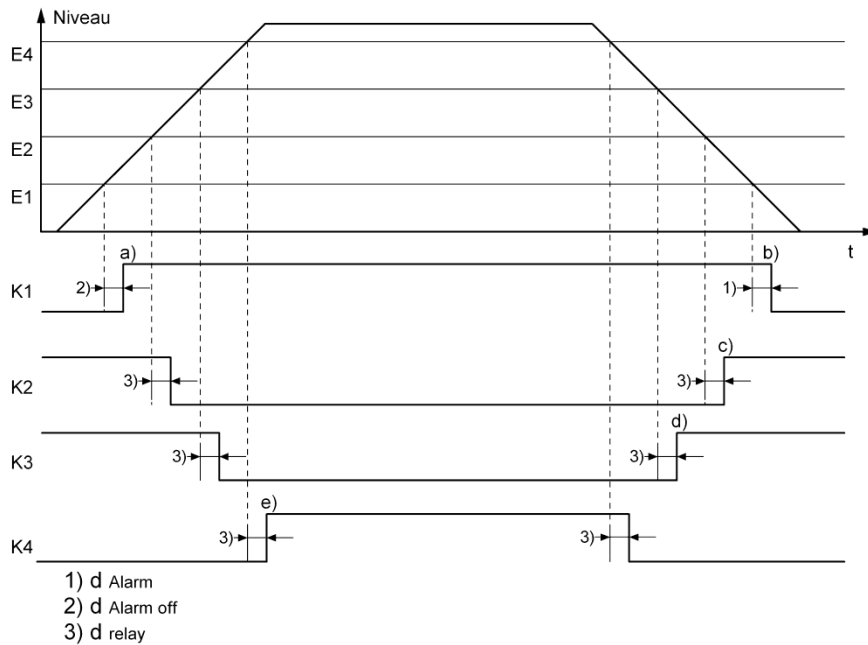 Niveau
E4
E3
E2
E1
t
a)
b)
K1
2)
1)
c)
K2
3)
3)
d)
K3
3)
3)
e)
K4
3)
3)
1) d Alarm
2) d Alarm off
3) d relay